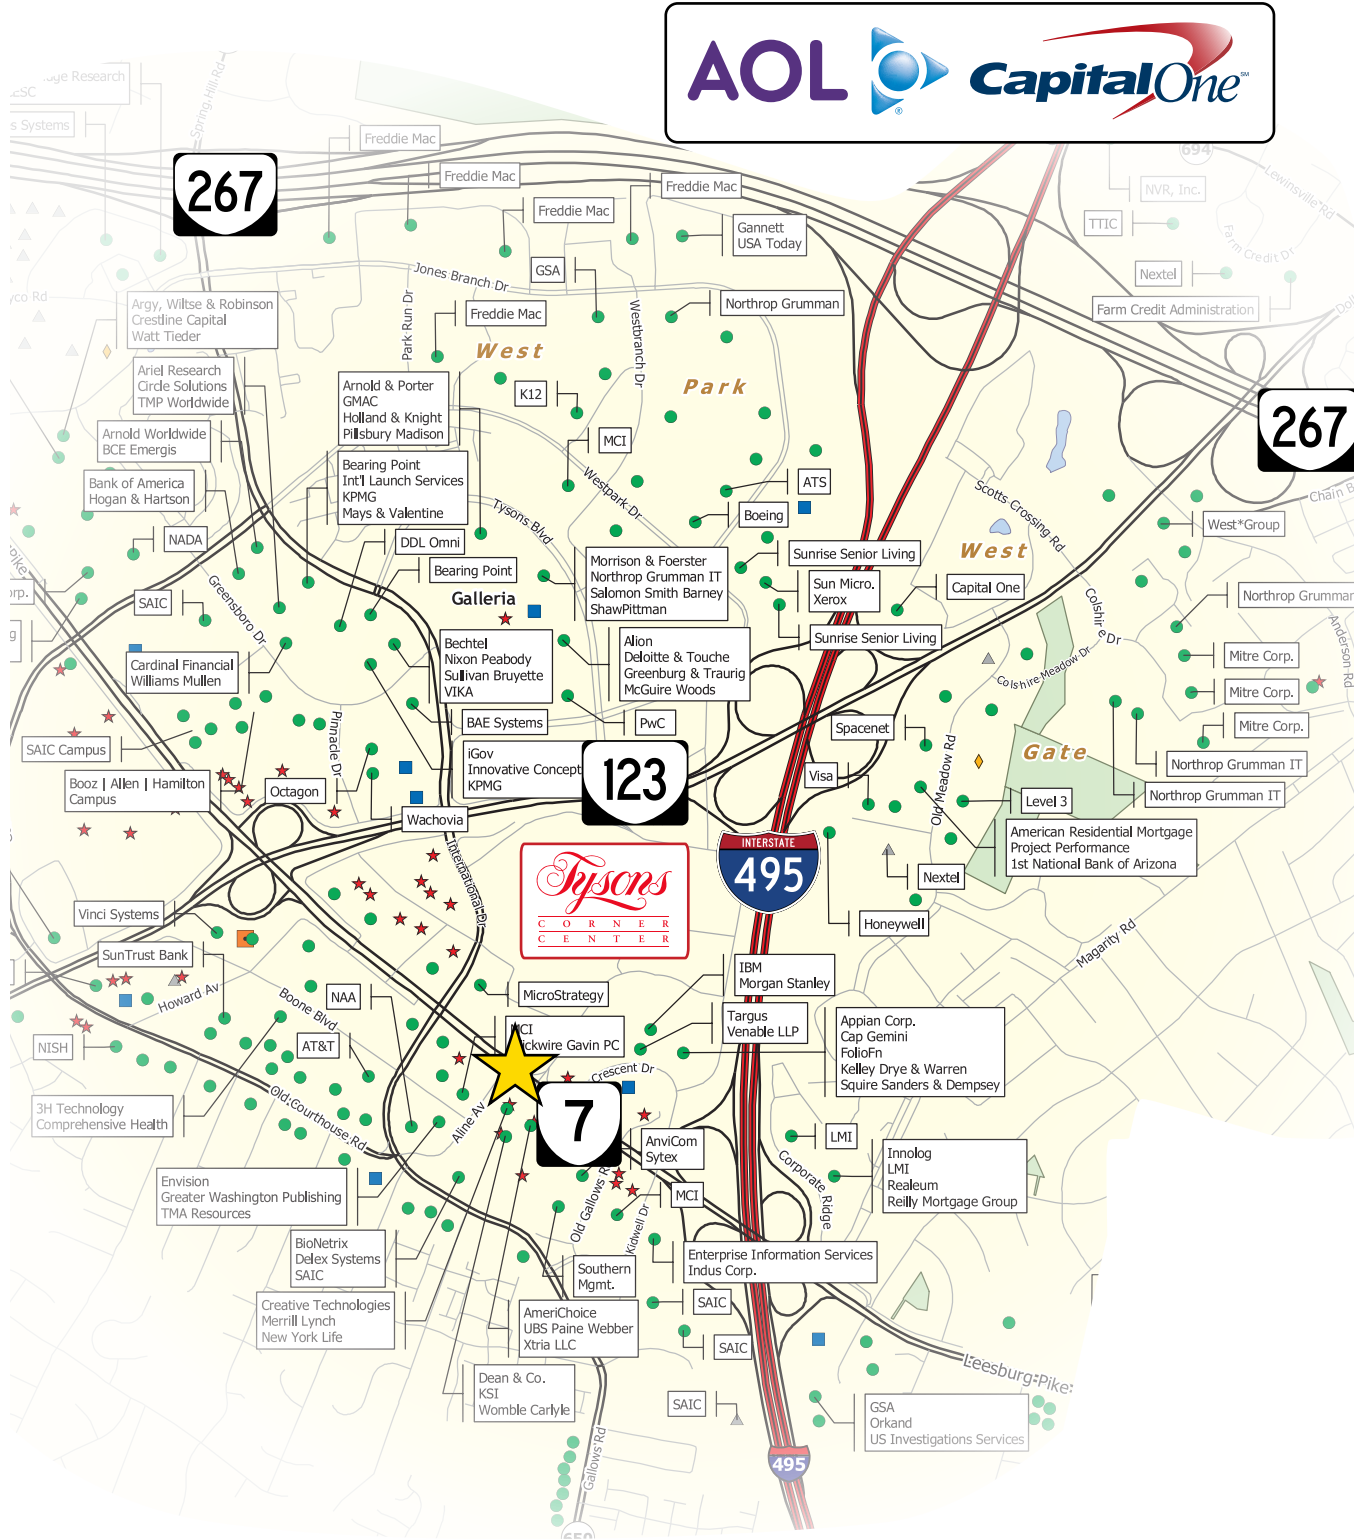 AOL
CapitalOne
Research
s Systems
Spring Hill Rd
Freddie Mac
Freddie Mac
Freddie Mac
Freddie Mac
267
Gannett
USA Today
694
NVR, Inc.
Lewinsville Rd
TTIC
Farm Credit Dr
Nextel
Farm Credit Administration
GSA
Jones Branch Dr
Northrop Grumman
Argy, Wiltse & Robinson
Crestline Capital
Watt Tieder
Park Run Dr
Freddie Mac
Westbranch Dr
West
Park
Ariel Research
Circle Solutions
TMP Worldwide
Arnold & Porter
GMAC
Holland & Knight
Pillsbury Madison
K12
267
Arnold Worldwide
BCE Emergis
MCI
Bearing Point
Int'l Launch Services
KPMG
Mays & Valentine
Bank of America
Hogan & Hartson
Westpark Dr
ATS
Tysons Blvd
Boeing
Scotts Crossing Rd
Chain B
West*Group
NADA
DDL Omni
Bearing Point
Morrison & Foerster
Northrop Grumman IT
Salomon Smith Barney
ShawPittman
Sunrise Senior Living
West
Sun Micro.
Xerox
Capital One
Pike
orp.
SAIC
Greensboro Dr
Galleria
Northrop Grummar
Colshire Dr
Anderson Rd
g
Bechtel
Nixon Peabody
Sullivan Bruyette
VIKA
Alion
Deloitte & Touche
Greenburg & Traurig
McGuire Woods
Sunrise Senior Living
Cardinal Financial
Williams Mullen
Colshire Meadow Dr
Mitre Corp.
Mitre Corp.
Mitre Corp.
BAE Systems
PwC
Pinnacle Dr
SAIC Campus
Spacenet
Old Meadow Rd
Gate
iGov
Innovative Concept
KPMG
123
Visa
Northrop Grumman IT
Booz | Allen | Hamilton
Campus
Octagon
Level 3
Northrop Grumman IT
Wachovia
American Residential Mortgage
Project Performance
1st National Bank of Arizona
INTERSTATE
495
International Dr
Tysons
CORNER
CENTER
Nextel
Vinci Systems
Honeywell
Magarity Rd
SunTrust Bank
IBM
Morgan Stanley
Howard Av
Boone Blvd
NAA
MicroStrategy
Targus
Venable LLP
Appian Corp.
Cap Gemini
FolioFn
Kelley Drye & Warren
Squire Sanders & Dempsey
NISH
AT&T
MCI
ickwire Gavin PC
Crescent Dr
3H Technology
Comprehensive Health
Old Courthouse Rd
Aline Av
7
LMI
AnviCom
Sytex
Innolog
LMI
Realeum
Reilly Mortgage Group
Corporate Ridge
Envision
Greater Washington Publishing
TMA Resources
Old Gallows R
MCI
Kidwell Dr
BioNetrix
Delex Systems
SAIC
Enterprise Information Services
Indus Corp.
Southern
Mgmt.
Creative Technologies
Merrill Lynch
New York Life
AmeriChoice
UBS Paine Webber
Xtria LLC
SAIC
SAIC
Leesburg Pike
Dean & Co.
KSI
Womble Carlyle
SAIC
GSA
Orkand
US Investigations Services
Gallows Rd
495
650